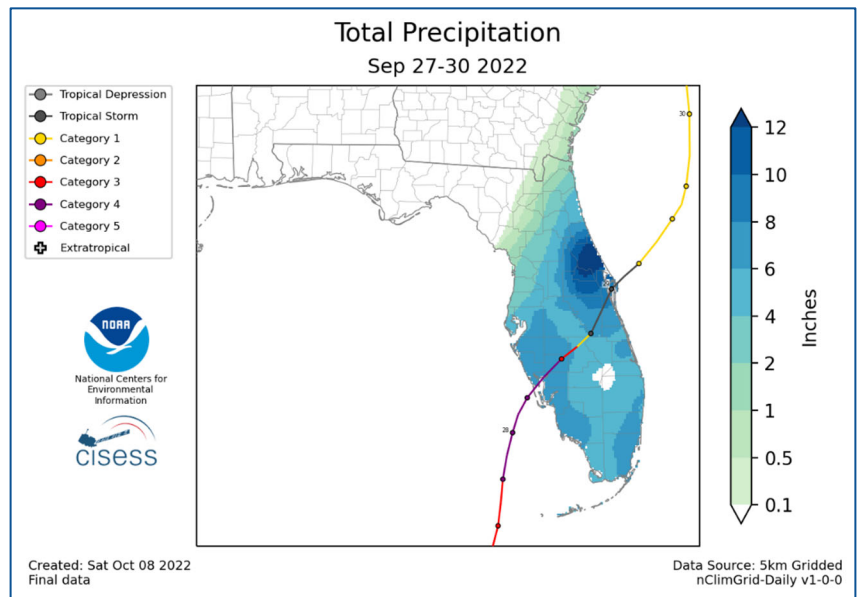 Total Precipitation
Sep 27-30 2022
Tropical Depression
Tropical Storm
Category 1
Category 2
Category 3
Category 4
Category 5
Extratropical
30
28
12
10
8
6
4
2
1
0.5
0.1
Inches
NOAA
National Centers for
Environmental
Information
CISESS
Created: Sat Oct 08 2022
Final data
Data Source: 5km Gridded
nClimGrid-Daily v1-0-0